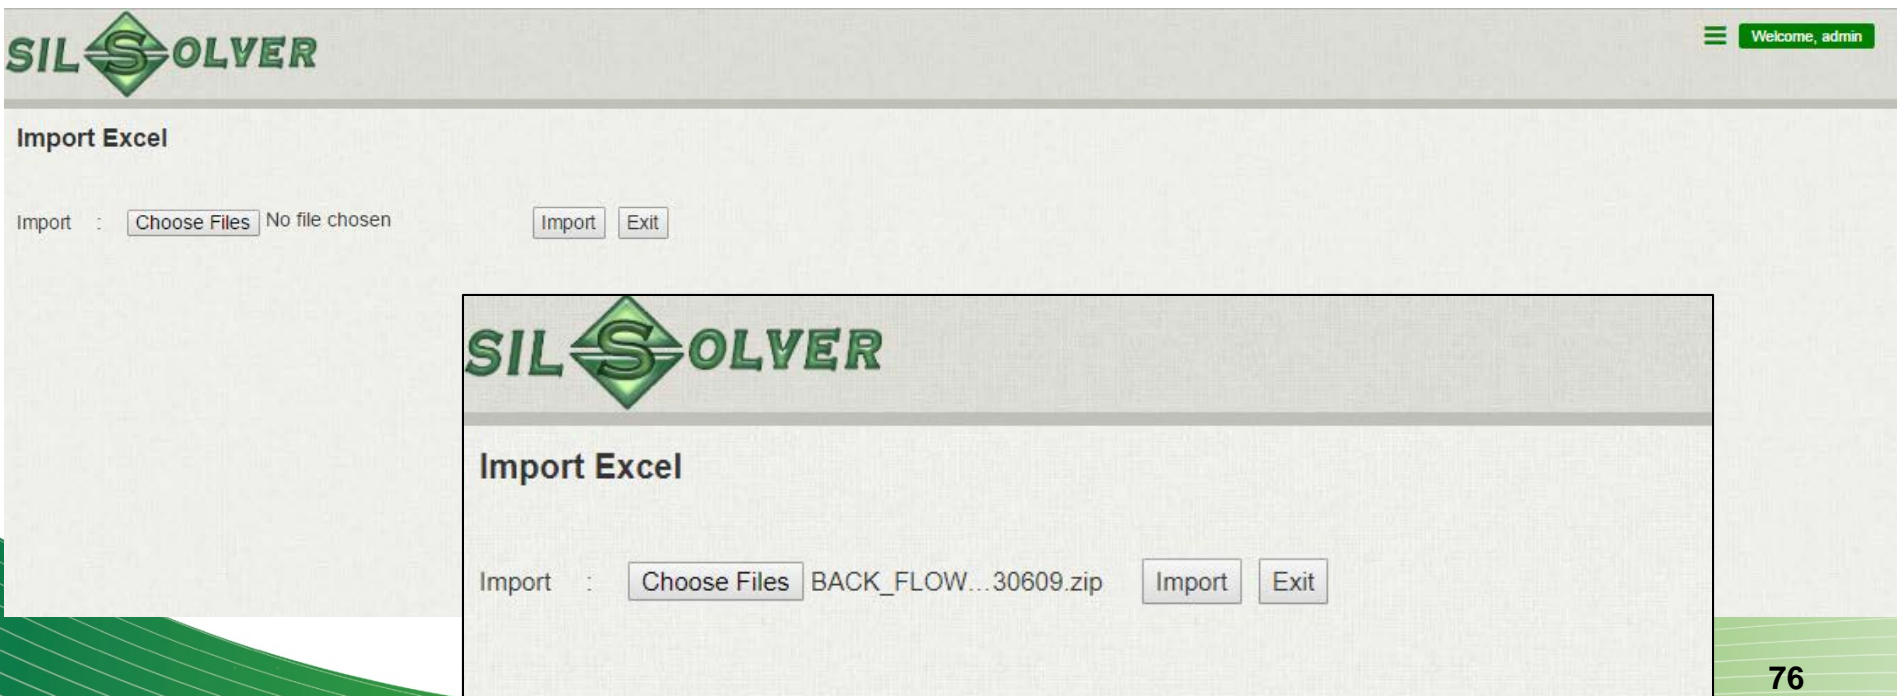 SILSOLVER
Welcome, admin
Import Excel
Import : Choose Files No file chosen Import Exit
SILSOLVER
Import Excel
Import : Choose Files BACK_FLOW...30609.zip Import Exit
76